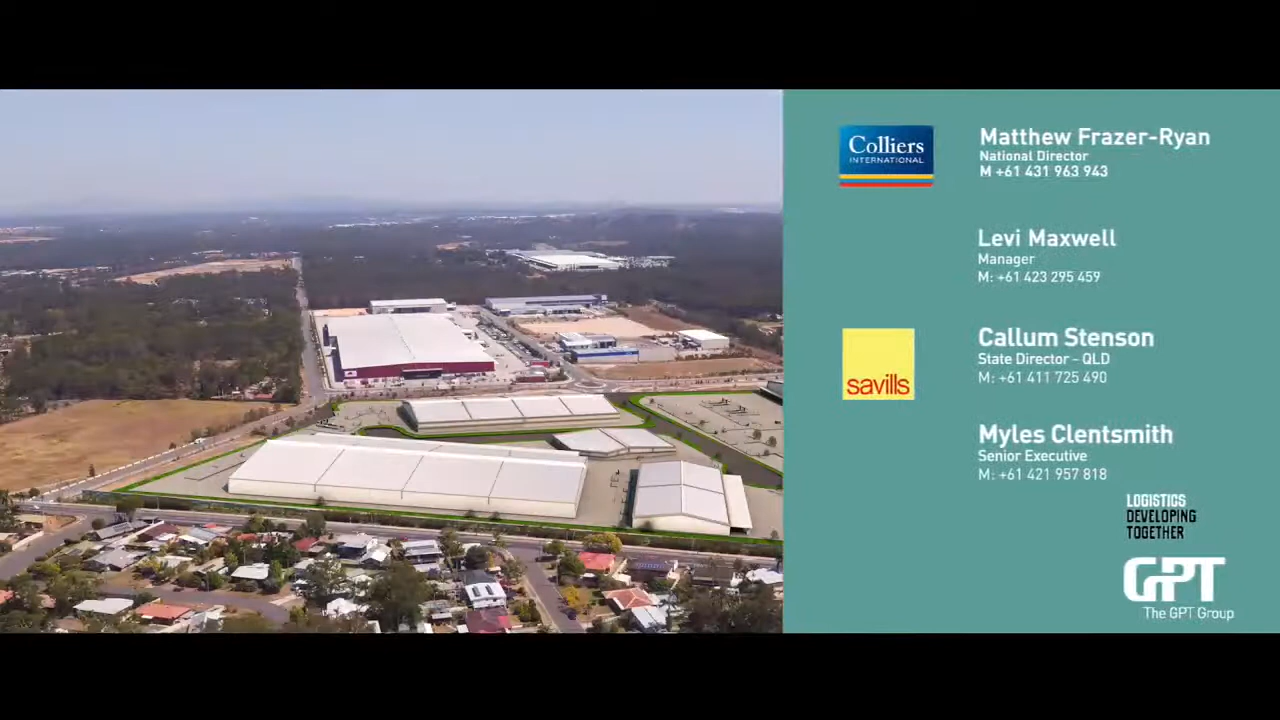 Colliers
INTERNATIONAL
Matthew Frazer-Ryan
National Director
M +61 431 963 943
Levi Maxwell
Manager
M: +61 423 295 459
savills
Callum Stenson
State Director - QLD
M: +61 411 725 490
Myles Clentsmith
Senior Executive
M: +61 421 957 818
LOGISTICS
DEVELOPING
TOGETHER
GPT
The GPT Group